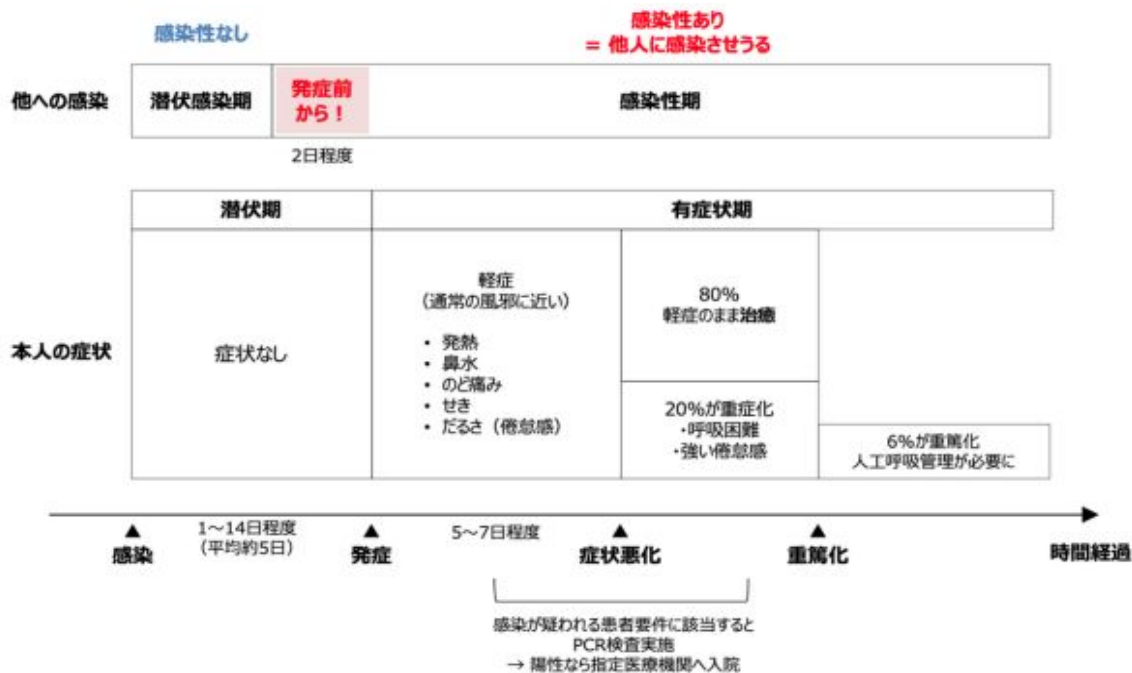 感染性なし
感染性あり
= 他人に感染させうる
他への感染
潜伏感染期
発症前
から！
感染性期
2日程度
潜伏期
有症状期
本人の症状
症状なし
軽症
（通常の風邪に近い）
• 発熱
• 鼻水
• のど痛み
• せき
• だるさ（倦怠感）
80%
軽症のまま治癒
20%が重症化
・呼吸困難
・強い倦怠感
6%が重篤化
人工呼吸管理が必要に
▲
感染
1～14日程度
（平均約5日）
▲
発症
5～7日程度
▲
症状悪化
▲
重篤化
時間経過
感染が疑われる患者要件に該当すると
PCR検査実施
→ 陽性なら指定医療機関へ入院